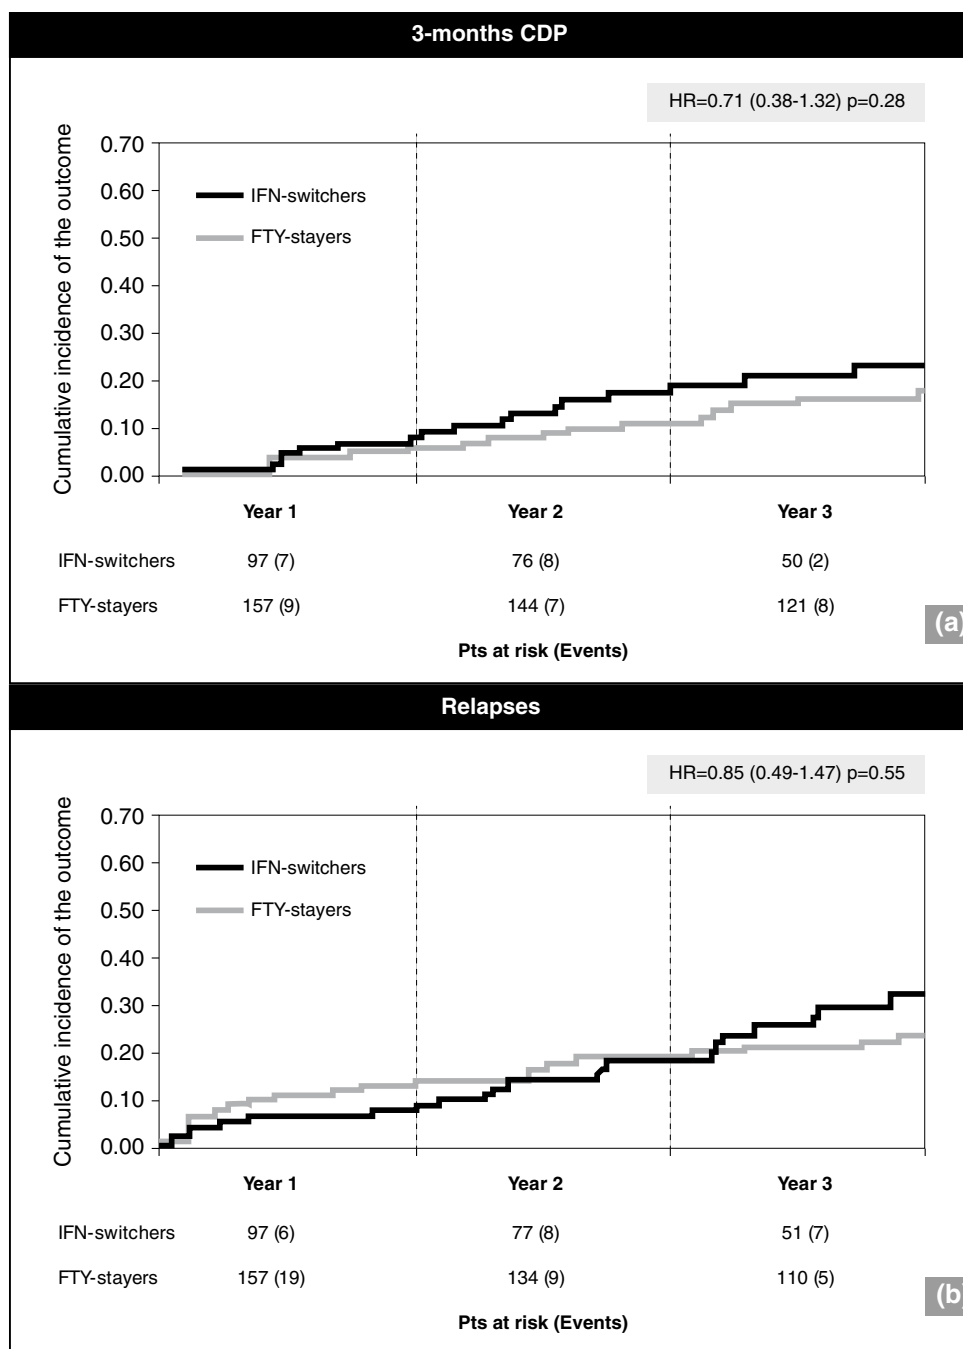 3-months CDP
HR=0.71 (0.38-1.32) p=0.28
Cumulative incidence of the outcome
0.70
0.60
0.50
0.40
0.30
0.20
0.10
0.00
IFN-switchers
FTY-stayers
Year 1 Year 2 Year 3
IFN-switchers 97 (7) 76 (8) 50 (2)
FTY-stayers 157 (9) 144 (7) 121 (8)
(a)
Pts at risk (Events)
Relapses
HR=0.85 (0.49-1.47) p=0.55
Cumulative incidence of the outcome
0.70
0.60
0.50
0.40
0.30
0.20
0.10
0.00
IFN-switchers
FTY-stayers
Year 1 Year 2 Year 3
IFN-switchers 97 (6) 77 (8) 51 (7)
FTY-stayers 157 (19) 134 (9) 110 (5)
(b)
Pts at risk (Events)